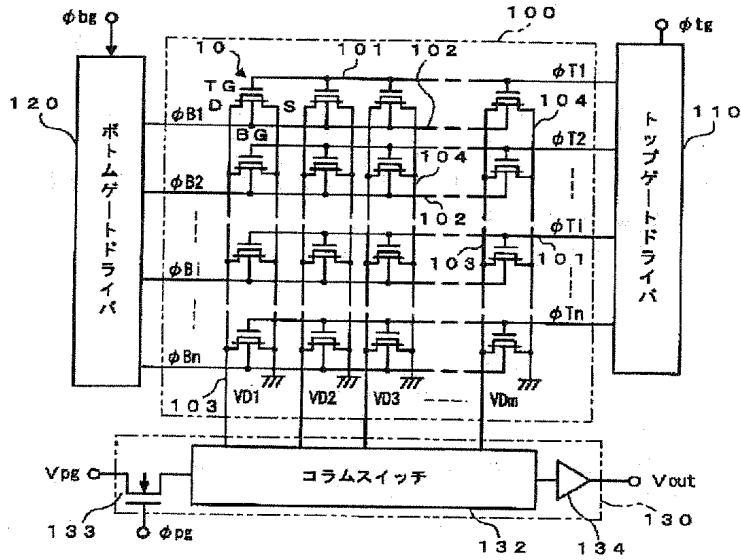 φbg
100
φtg
10
101
102
φT1
TG
D
S
104
120
φB1
BG
110
ボトムゲートドライバ
トップゲートドライバ
φT2
104
φB2
102
φTi
103
101
φBi
φTn
φBn
103
VD1
VD2
VD3
VDm
Vpg
コラムスイッチ
Vout
133
φpg
132
134
130